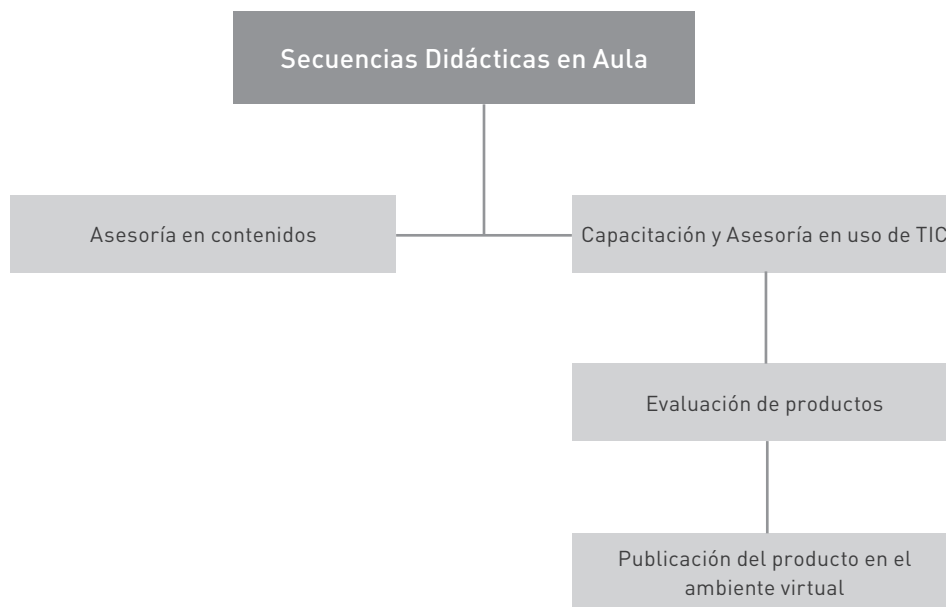 Secuencias Didácticas en Aula
Asesoría en contenidos
Capacitación y Asesoría en uso de TIC
Evaluación de productos
Publicación del producto en el
ambiente virtual